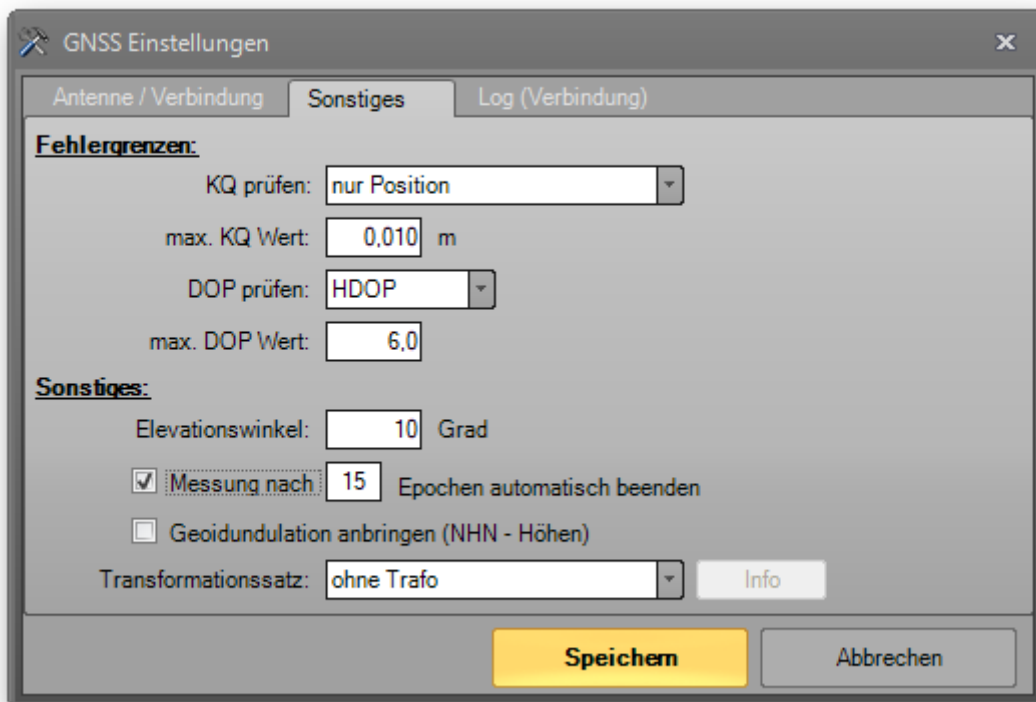 GNSS Einstellungen
Antenne / Verbindung Sonstiges Log (Verbindung)
Fehlergrenzen:
KQ prüfen: nur Position
max. KQ Wert: 0,010 m
DOP prüfen: HDOP
max. DOP Wert: 6,0
Sonstiges:
Elevationswinkel: 10 Grad
Messung nach 15 Epochen automatisch beenden
Geoidundulation anbringen (NHN - Höhen)
Transformationssatz: ohne Trafo Info
Speichern Abbrechen